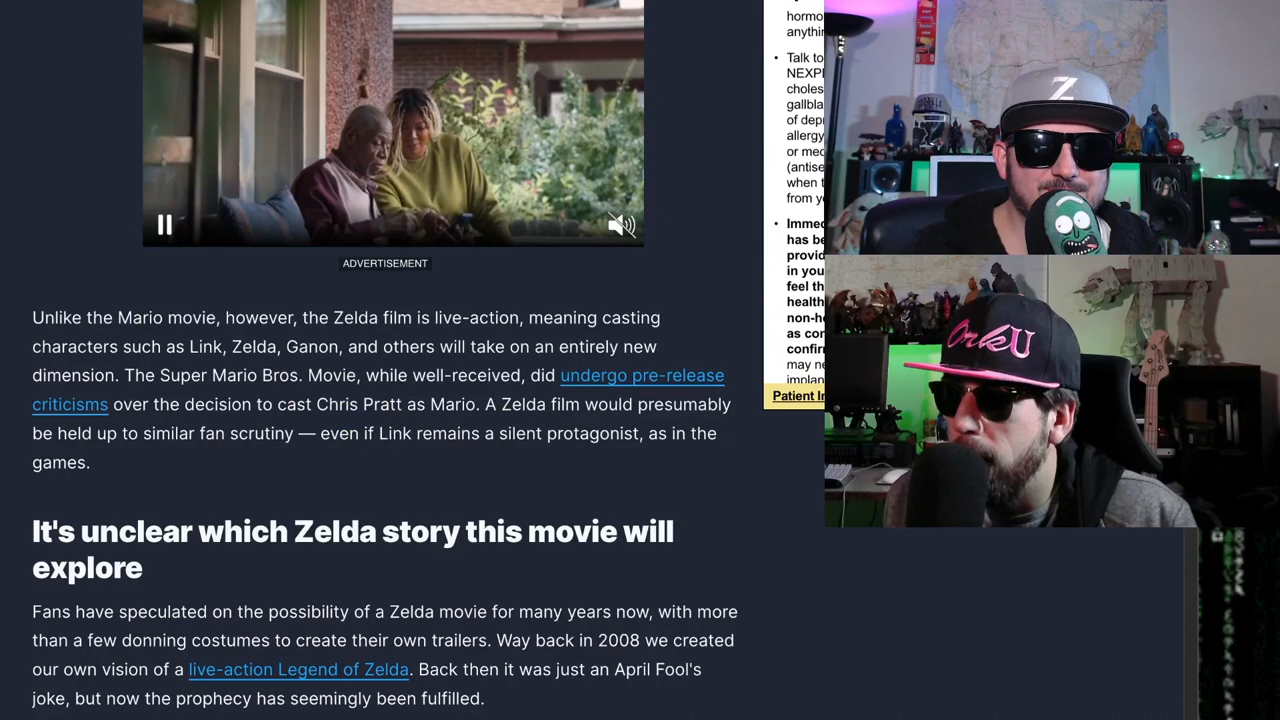 ADVERTISEMENT
Unlike the Mario movie, however, the Zelda film is live-action, meaning casting
characters such as Link, Zelda, Ganon, and others will take on an entirely new
dimension. The Super Mario Bros. Movie, while well-received, did undergo pre-release
criticisms over the decision to cast Chris Pratt as Mario. A Zelda film would presumably
be held up to similar fan scrutiny — even if Link remains a silent protagonist, as in the
games.
It's unclear which Zelda story this movie will
explore
Fans have speculated on the possibility of a Zelda movie for many years now, with more
than a few donning costumes to create their own trailers. Way back in 2008 we created
our own vision of a live-action Legend of Zelda. Back then it was just an April Fool's
joke, but now the prophecy has seemingly been fulfilled.
hormo
anythin
• Talk to
NEXPL
choles
gallbla
of depr
allergy
or med
(antise
when t
from yo
• Immed
has be
provid
in you
feel th
health
non-h
as con
confir
may ne
implan
Patient In
Z
OrkU